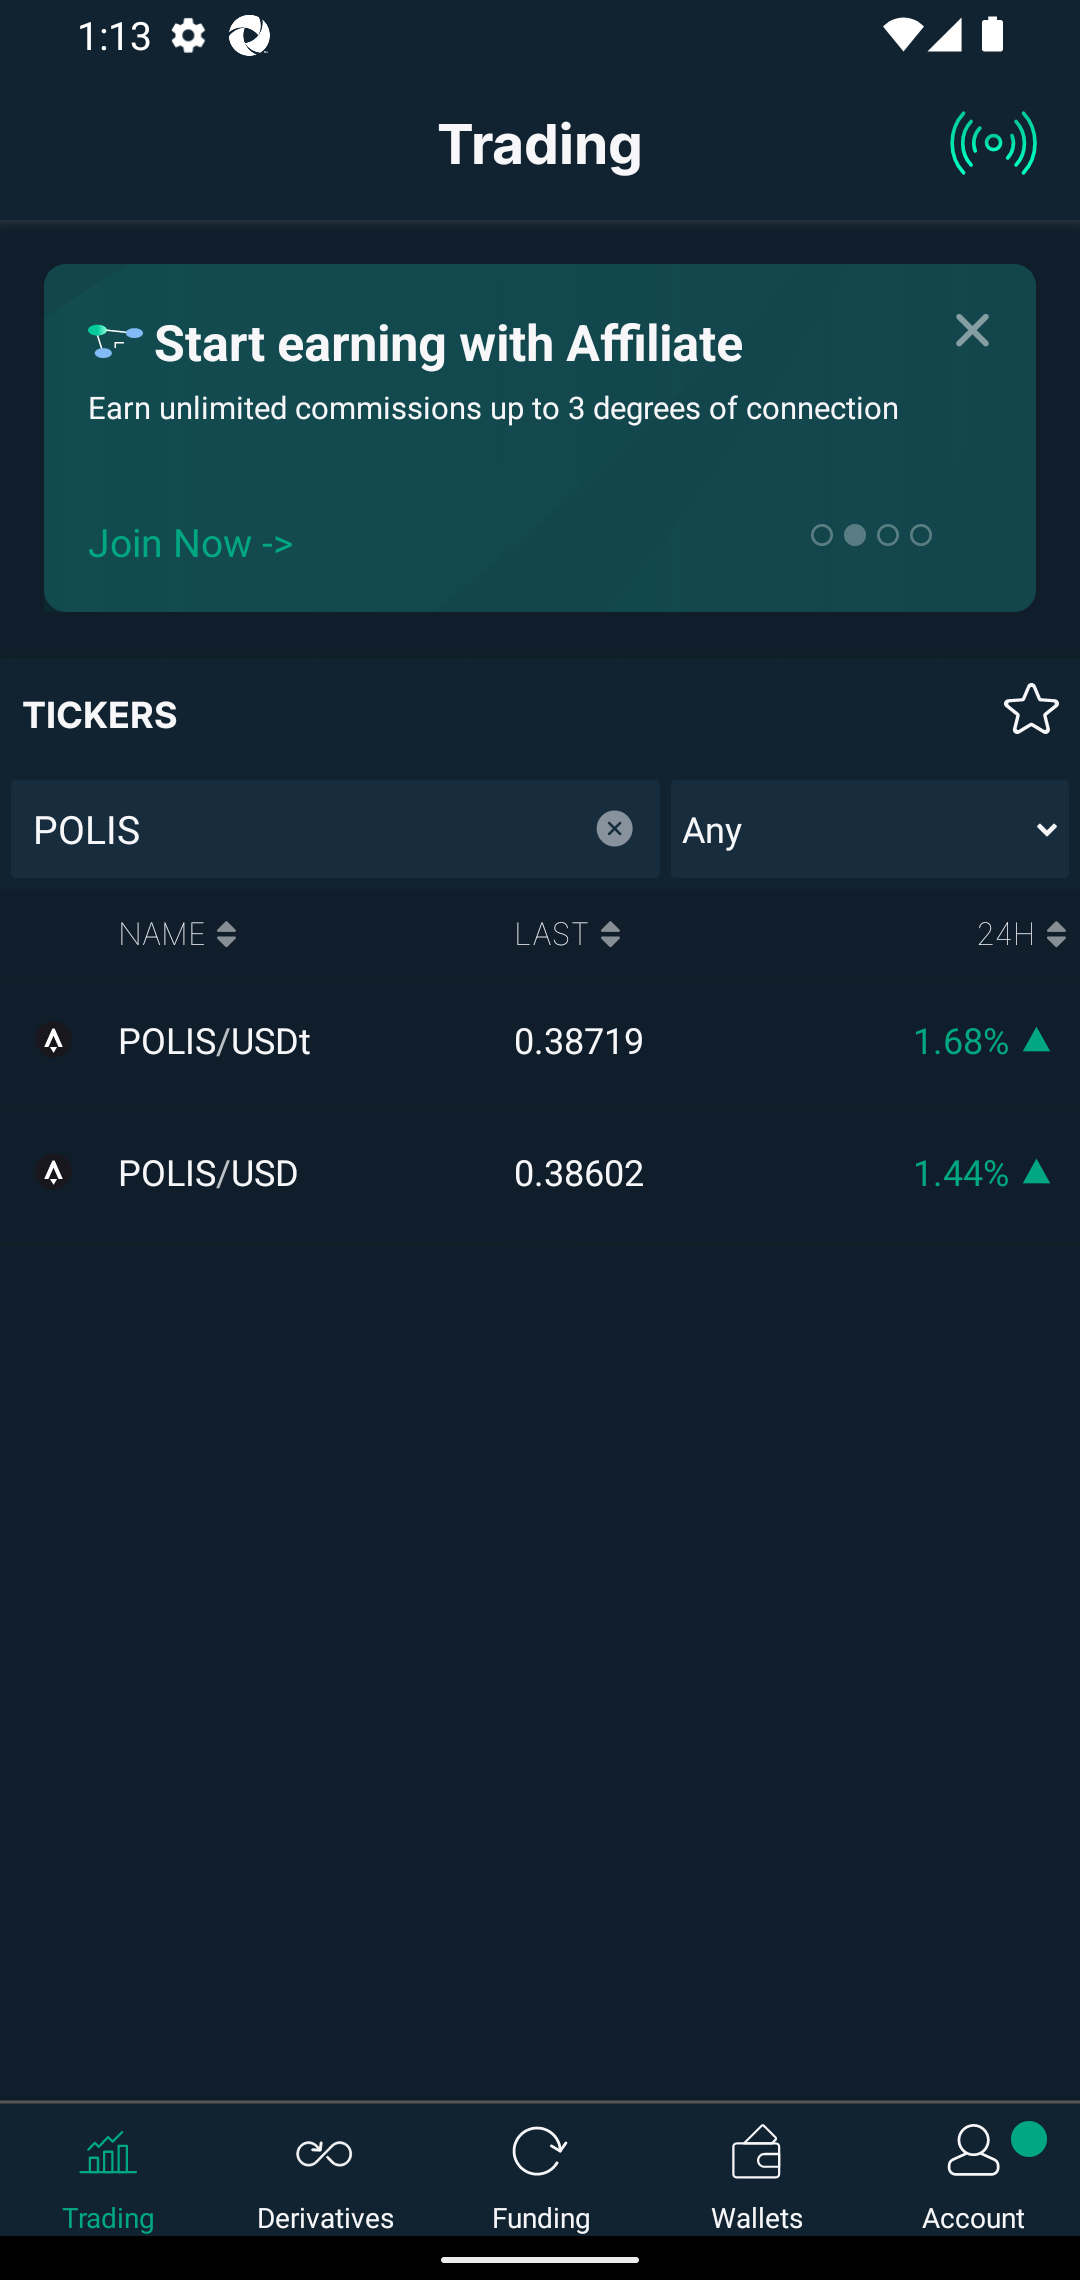 1:13
Trading
Start earning with Affiliate
Earn unlimited commissions up to 3 degrees of connection
Join Now ->
TICKERS
POLIS
Any
NAME LAST 24H
POLIS/USDt 0.38719 1.68%
POLIS/USD 0.38602 1.44%
Trading Derivatives Funding Wallets Account